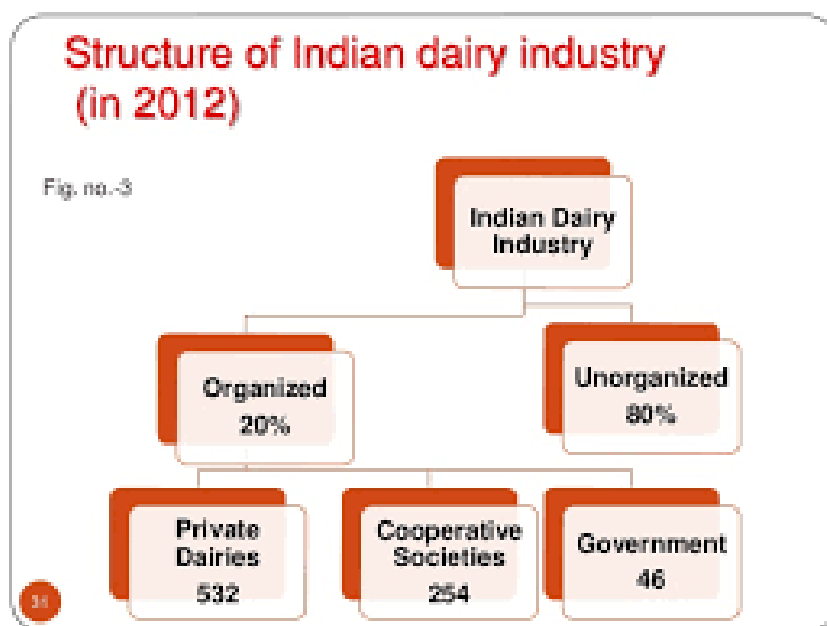 Structure of Indian dairy industry
(in 2012)
Fig. no.-3
Indian Dairy
Industry
Organized
20%
Unorganized
80%
Private
Dairies
532
Cooperative
Societies
254
Government
46